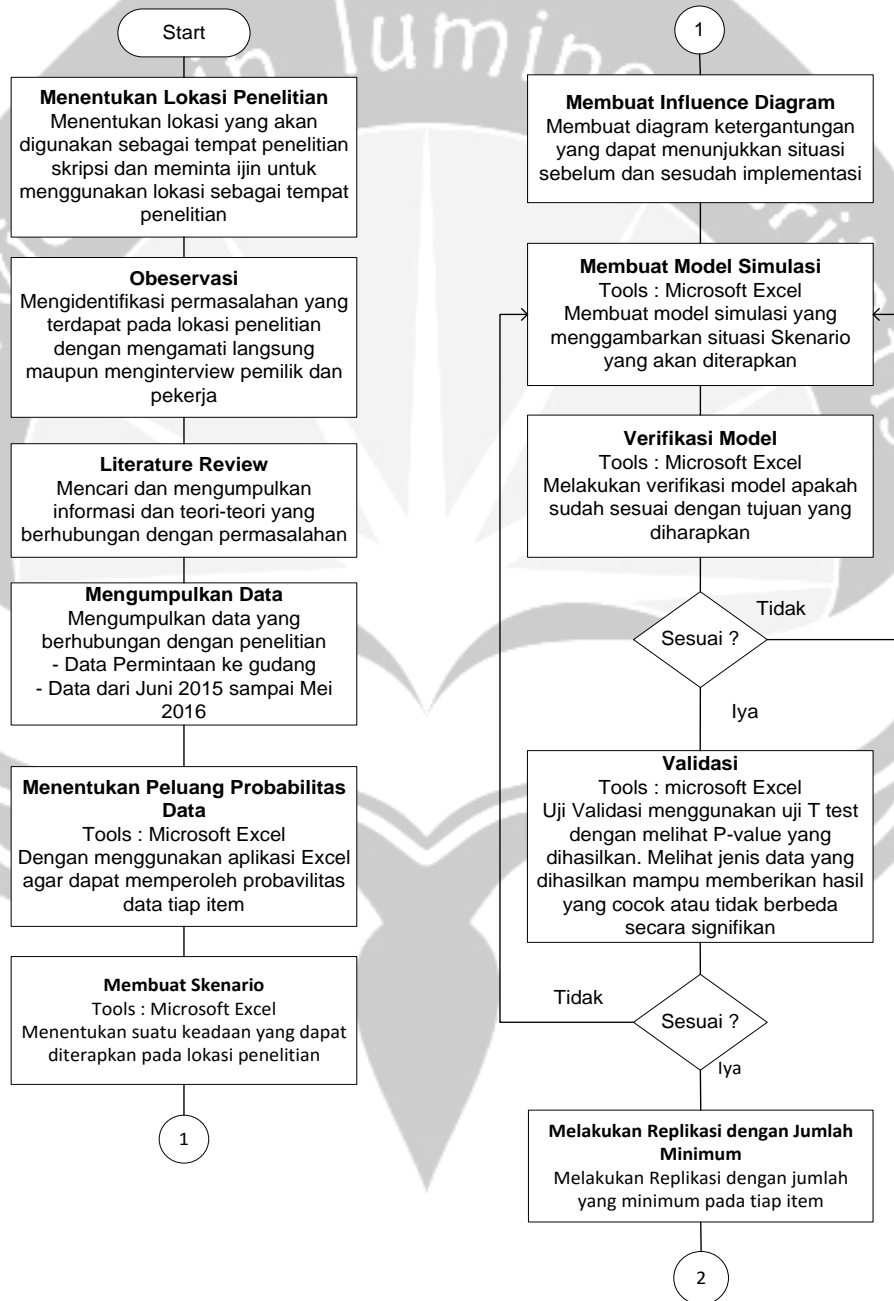 Start
Menentukan Lokasi Penelitian
Menentukan lokasi yang akan
digunakan sebagai tempat penelitian
skripsi dan meminta ijin untuk
menggunakan lokasi sebagai tempat
penelitian
Obeservasi
Mengidentifikasi permasalahan yang
terdapat pada lokasi penelitian
dengan mengamati langsung
maupun menginterview pemilik dan
pekerja
Literature Review
Mencari dan mengumpulkan
informasi dan teori-teori yang
berhubungan dengan permasalahan
Mengumpulkan Data
Mengumpulkan data yang
berhubungan dengan penelitian
- Data Permintaan ke gudang
- Data dari Juni 2015 sampai Mei
2016
Menentukan Peluang Probabilitas
Data
Tools : Microsoft Excel
Dengan menggunakan aplikasi Excel
agar dapat memperoleh probavilitas
data tiap item
Membuat Skenario
Tools : Microsoft Excel
Menentukan suatu keadaan yang dapat
diterapkan pada lokasi penelitian
1
1
Membuat Influence Diagram
Membuat diagram ketergantungan
yang dapat menunjukkan situasi
sebelum dan sesudah implementasi
Membuat Model Simulasi
Tools : Microsoft Excel
Membuat model simulasi yang
menggambarkan situasi Skenario
yang akan diterapkan
Verifikasi Model
Tools : Microsoft Excel
Melakukan verifikasi model apakah
sudah sesuai dengan tujuan yang
diharapkan
Tidak
Sesuai ?
Iya
Validasi
Tools : microsoft Excel
Uji Validasi menggunakan uji T test
dengan melihat P-value yang
dihasilkan. Melihat jenis data yang
dihasilkan mampu memberikan hasil
yang cocok atau tidak berbeda
secara signifikan
Tidak
Sesuai ?
Iya
Melakukan Replikasi dengan Jumlah
Minimum
Melakukan Replikasi dengan jumlah
yang minimum pada tiap item
2
in lumine